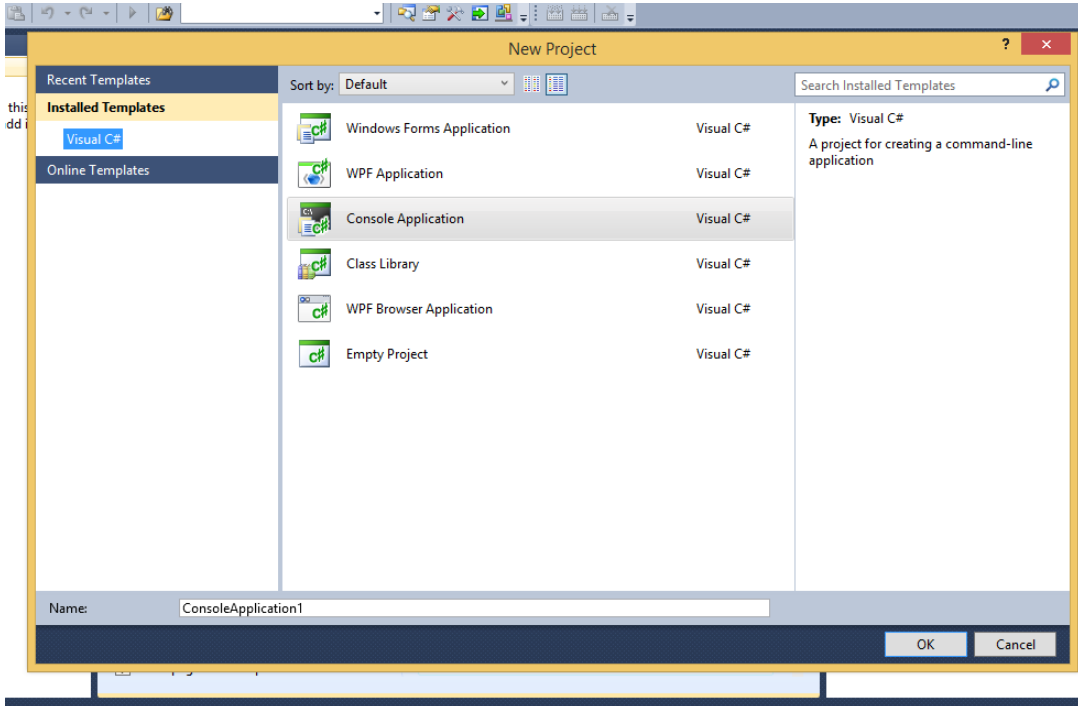 New Project
?
Recent Templates
Installed Templates
Visual C#
Online Templates
Sort by: Default
Search Installed Templates
Windows Forms Application Visual C#
WPF Application Visual C#
Console Application Visual C#
Class Library Visual C#
WPF Browser Application Visual C#
Empty Project Visual C#
Type: Visual C#
A project for creating a command-line
application
this
Name: ConsoleApplication1
OK Cancel